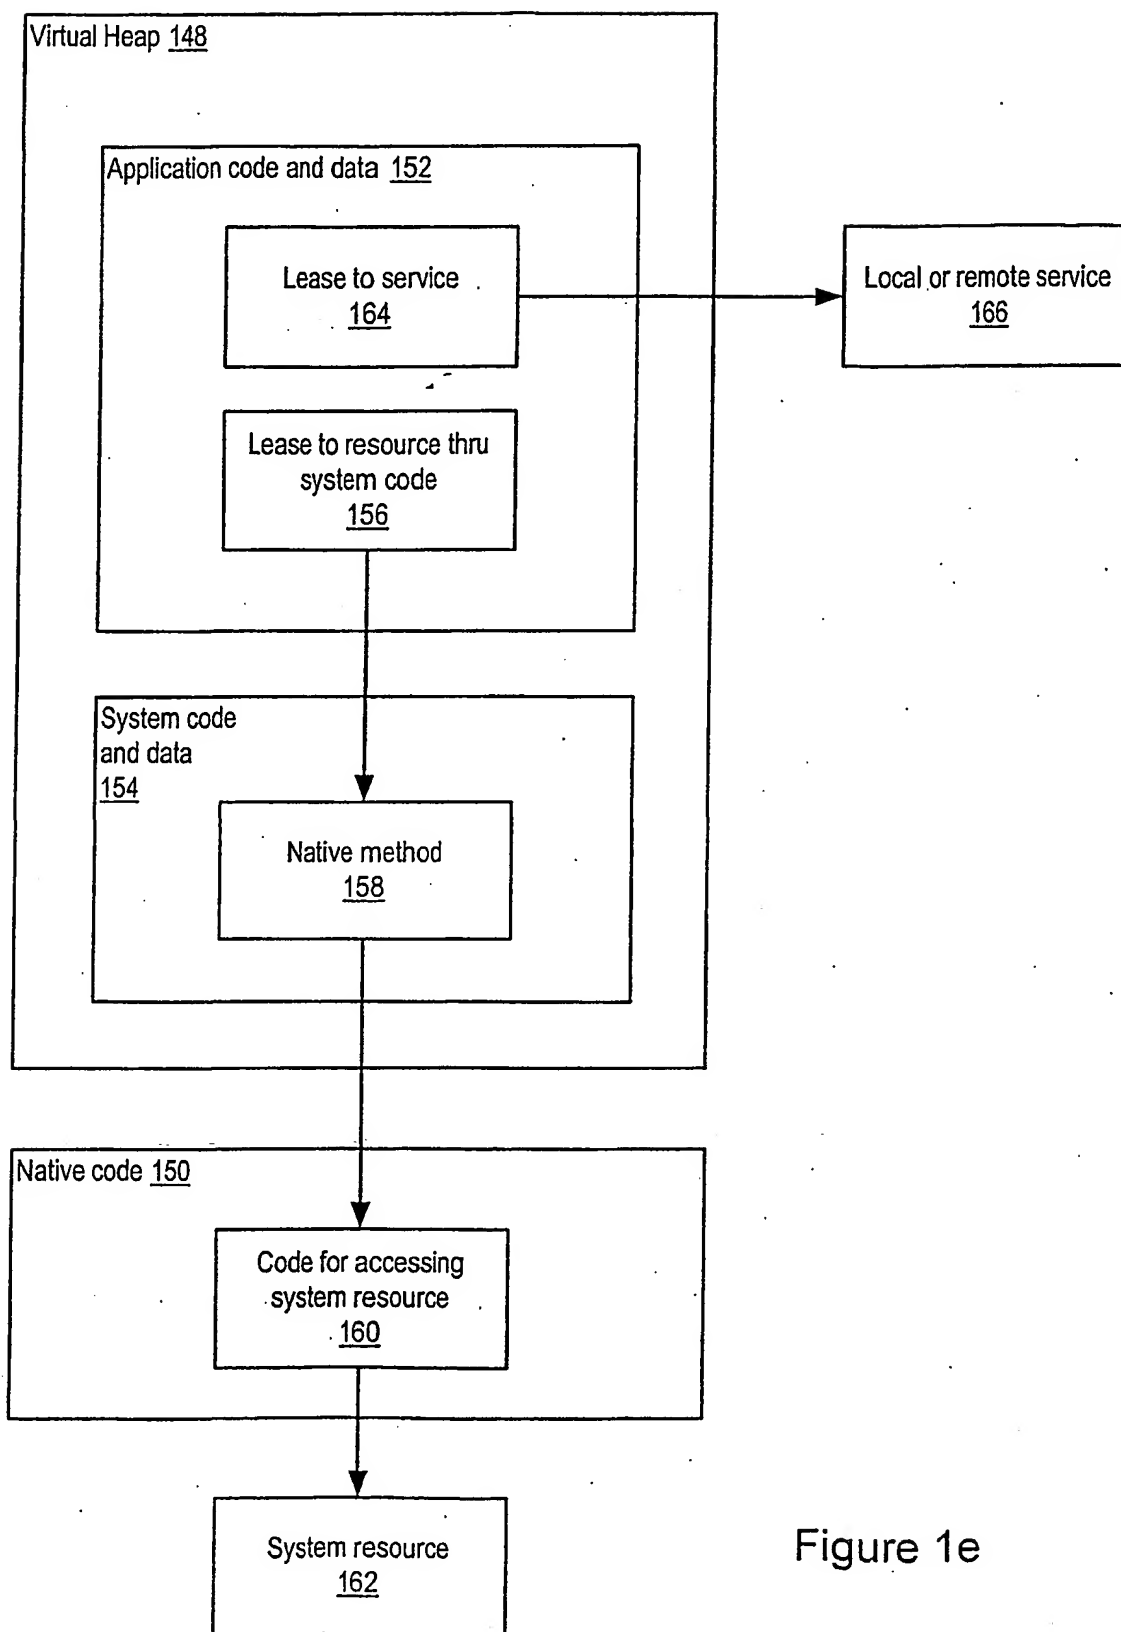 Virtual Heap 148
Application code and data 152
Lease to service
164
Local or remote service
166
Lease to resource thru
system code
156
System code
and data
154
Native method
158
Native code 150
Code for accessing
system resource
160
System resource
162
Figure 1e